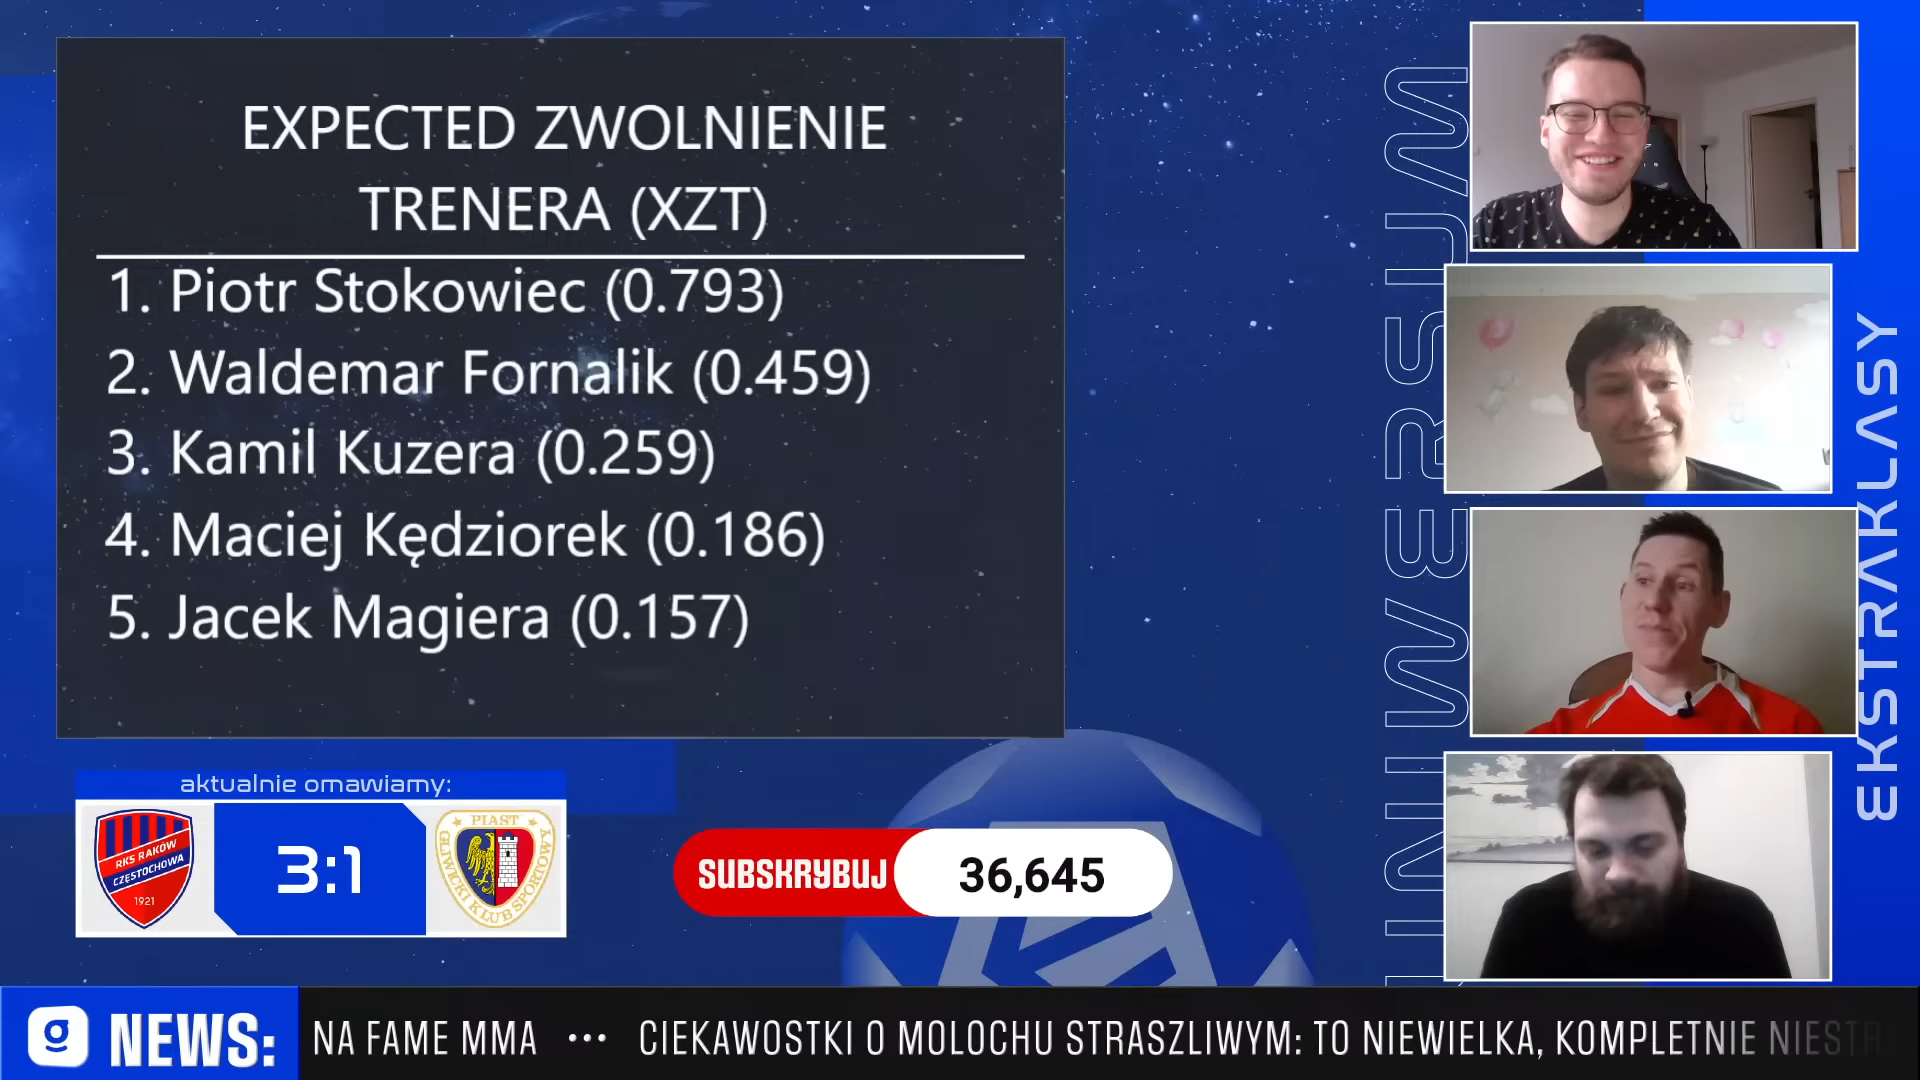 EXPECTED ZWOLNIENIE
TRENERA (XZT)
1. Piotr Stokowiec (0.793)
2. Waldemar Fornalik (0.459)
3. Kamil Kuzera (0.259)
4. Maciej Kędziorek (0.186)
5. Jacek Magiera (0.157)
UNIWERSUM
EKSTRAKLASY
aktualnie omawiamy:
RKS RAKÓW
CZĘSTOCHOWA
1921
3:1
PIAST
GLIWICKI KLUB SPORTOWY
SUBSKRYBUJ 36,645
g NEWS: NA FAME MMA ••• CIEKAWOSTKI O MOLOCHU STRASZLIWYM: TO NIEWIELKA, KOMPLETNIE NIESTR